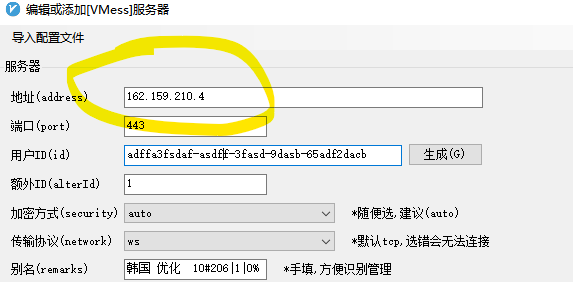 编辑或添加[VMess]服务器
导入配置文件
服务器
地址(address) 162.159.210.4
端口(port) 443
用户ID(id) adffa3fsdaf-asdff-3fasd-9dasb-65adf2dacb 生成(G)
额外ID(alterId) 1
加密方式(security) auto *随便选,建议(auto)
传输协议(network) ws *默认tcp,选错会无法连接
别名(remarks) 韩国 优化 10#206|1|0% *手填,方便识别管理